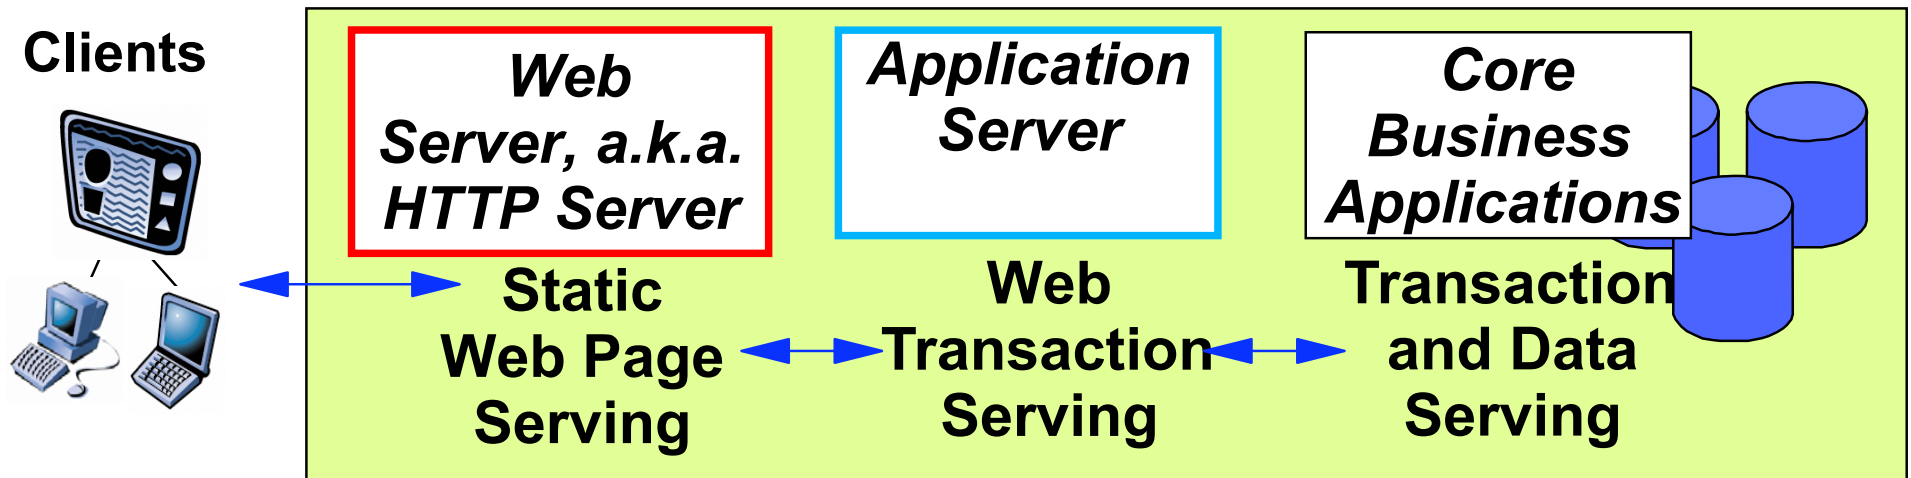 Clients
Web
Server, a.k.a.
HTTP Server
Application
Server
Core
Business
Applications
Static
Web Page
Serving
Web
Transaction
Serving
Transaction
and Data
Serving